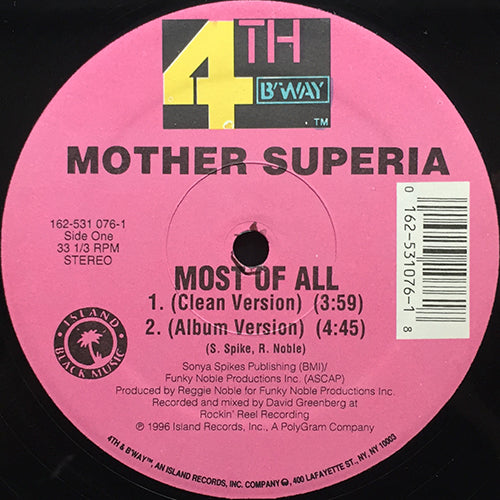 4TH
B'WAY
TM
MOTHER SUPERIA
162-531 076-1
Side One
33 1/3 RPM
STEREO
0 162-531076-1 8
MOST OF ALL
1. (Clean Version) (3:59)
2. (Album Version) (4:45)
(S. Spike, R. Noble)
ISLAND
BLACK MUSIC
Sonya Spikes Publishing (BMI)/
Funky Noble Productions Inc. (ASCAP)
Produced by Reggie Noble for Funky Noble Productions Inc.
Recorded and mixed by David Greenberg at
Rockin' Reel Recording
℗ 1996 Island Records, Inc., A PolyGram Company
4TH & B'WAY™, AN ISLAND RECORDS, INC. COMPANY, 400 LAFAYETTE ST., NY, NY 10003